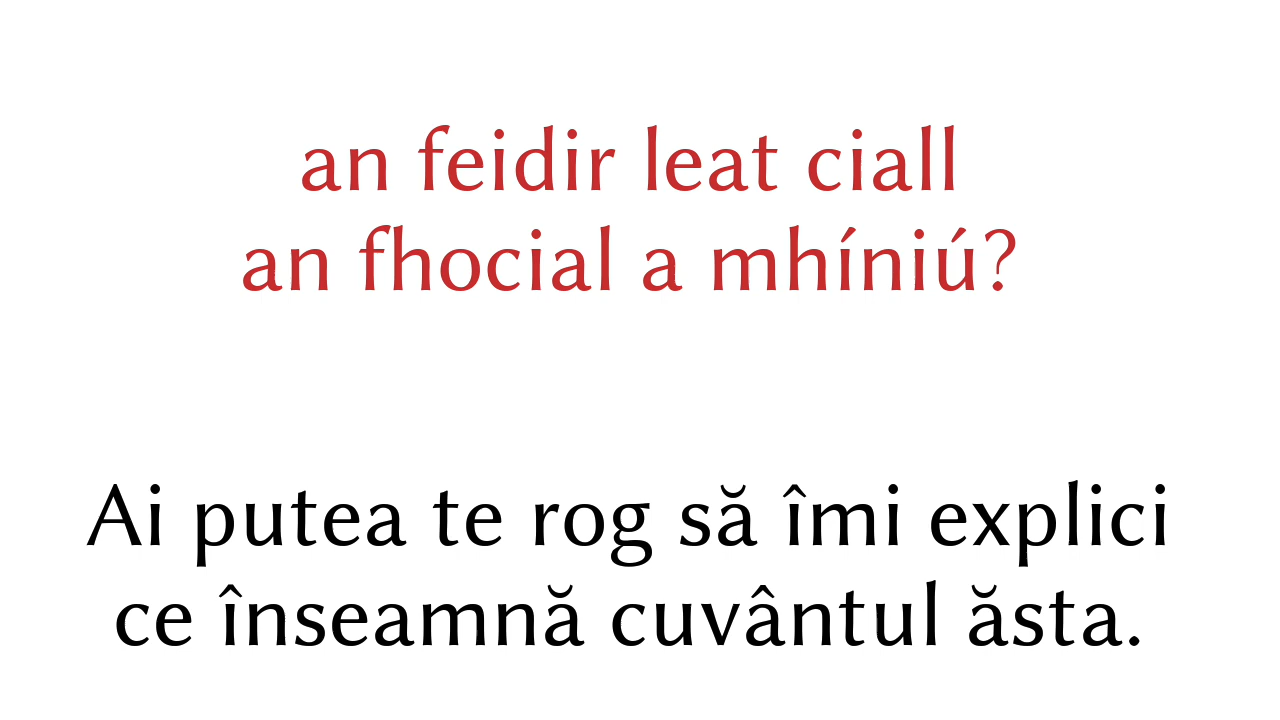 an feidir leat ciall
an fhocial a mhíniú?
Ai putea te rog să îmi explici
ce înseamnă cuvântul ăsta.